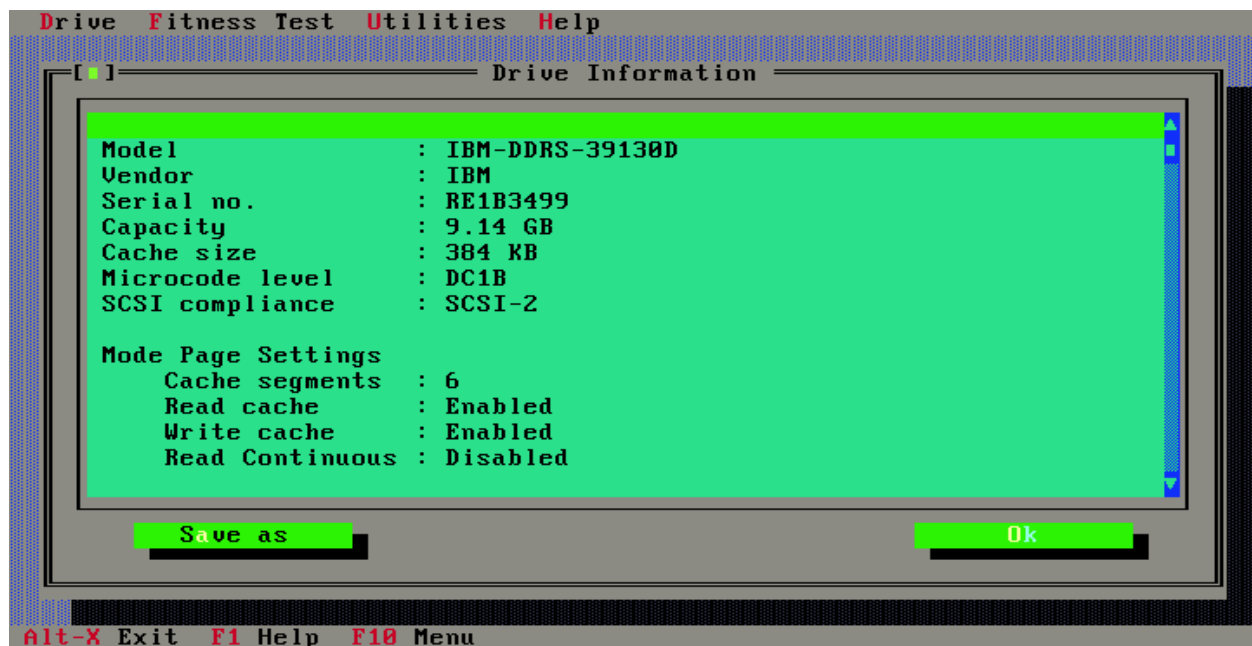 Drive Fitness Test Utilities Help
Drive Information
Model : IBM-DDRS-39130D
Vendor : IBM
Serial no. : RE1B3499
Capacity : 9.14 GB
Cache size : 384 KB
Microcode level : DC1B
SCSI compliance : SCSI-2
Mode Page Settings
Cache segments : 6
Read cache : Enabled
Write cache : Enabled
Read Continuous : Disabled
Save as Ok
Alt-X Exit F1 Help F10 Menu